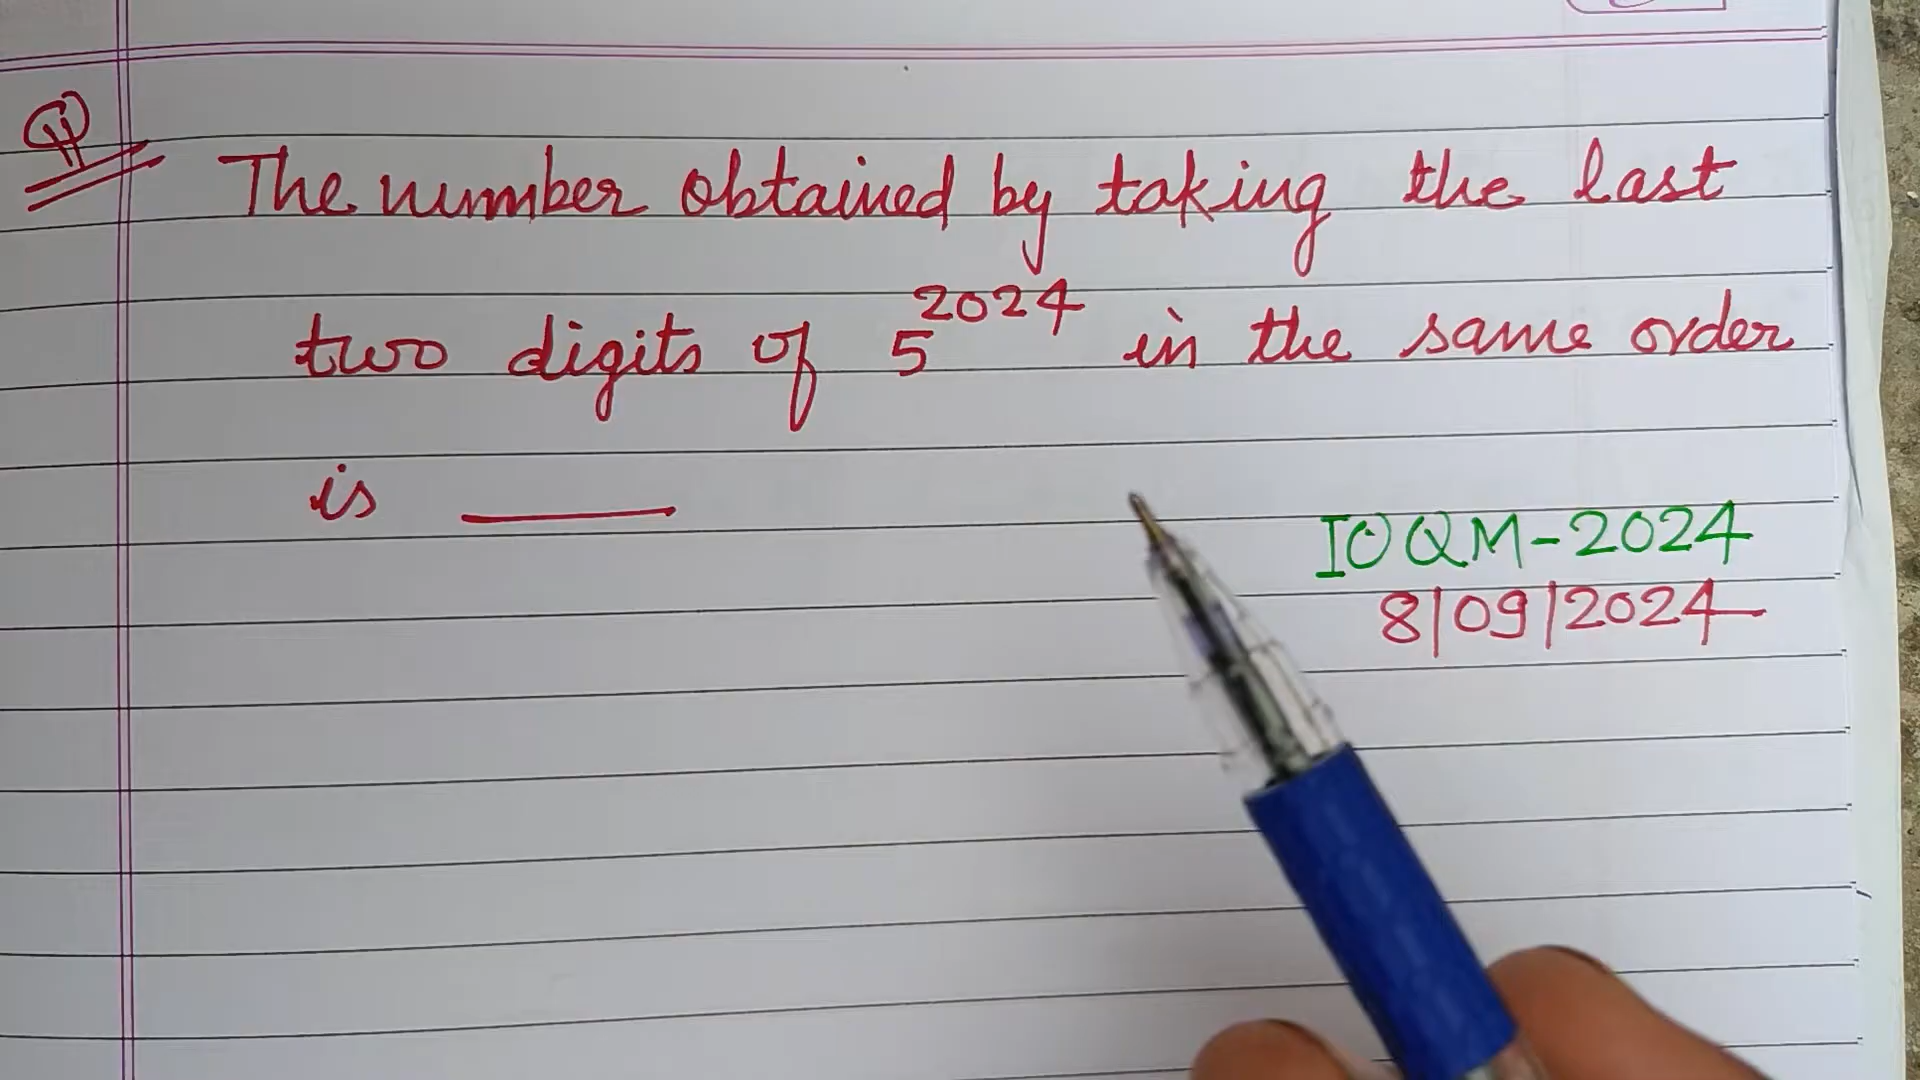 Q
The number obtained by taking the last
two digits of 5^2024 in the same order
is ______
IOQM-2024
8/09/2024